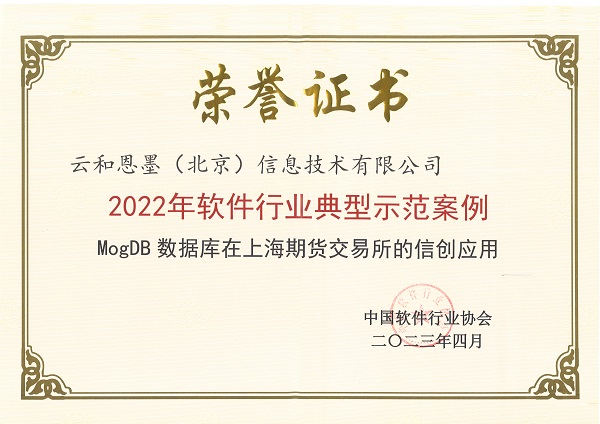 荣誉证书
云和恩墨（北京）信息技术有限公司
2022年软件行业典型示范案例
MogDB 数据库在上海期货交易所的信创应用
中国软件行业协会
二〇二三年四月